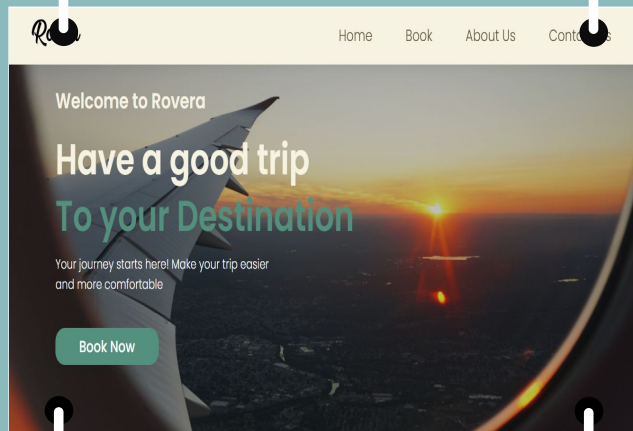 Home Book About Us
Welcome to Rovera
Have a good trip
To your Destination
Your journey starts here! Make your trip easier
and more comfortable
Book Now